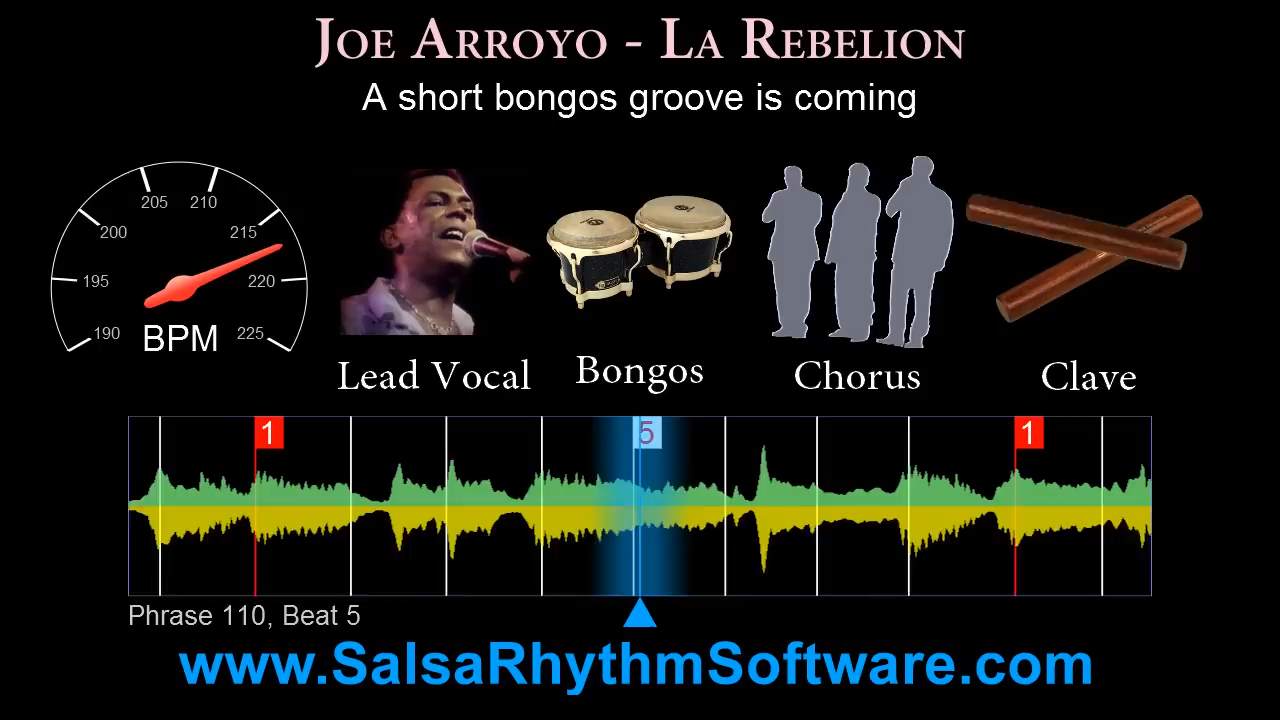 JOE ARROYO - LA REBELION
A short bongos groove is coming
205 210
200 215
195 220
190 BPM 225
Lead Vocal Bongos Chorus Clave
1 5 1
Phrase 110, Beat 5
www.SalsaRhythmSoftware.com